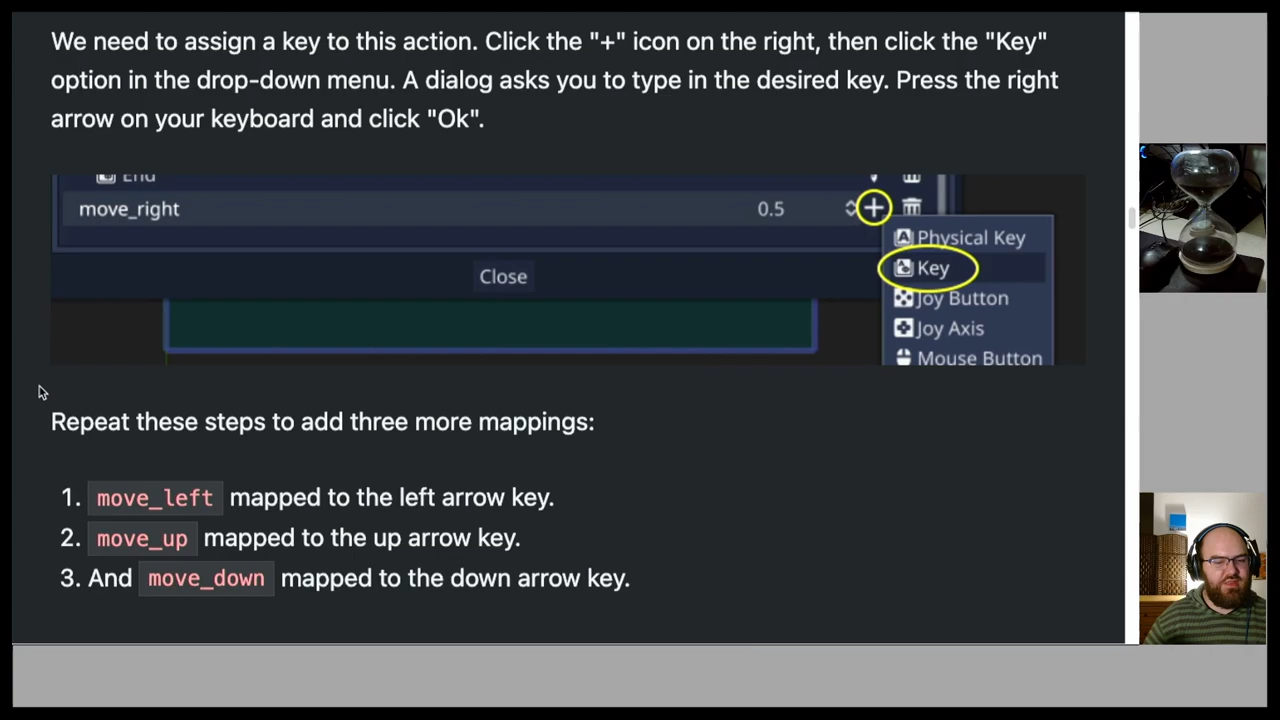 We need to assign a key to this action. Click the "+" icon on the right, then click the "Key"
option in the drop-down menu. A dialog asks you to type in the desired key. Press the right
arrow on your keyboard and click "Ok".
End
move_right 0.5
Physical Key
Key
Close
Joy Button
Joy Axis
Mouse Button
Repeat these steps to add three more mappings:
1. move_left mapped to the left arrow key.
2. move_up mapped to the up arrow key.
3. And move_down mapped to the down arrow key.